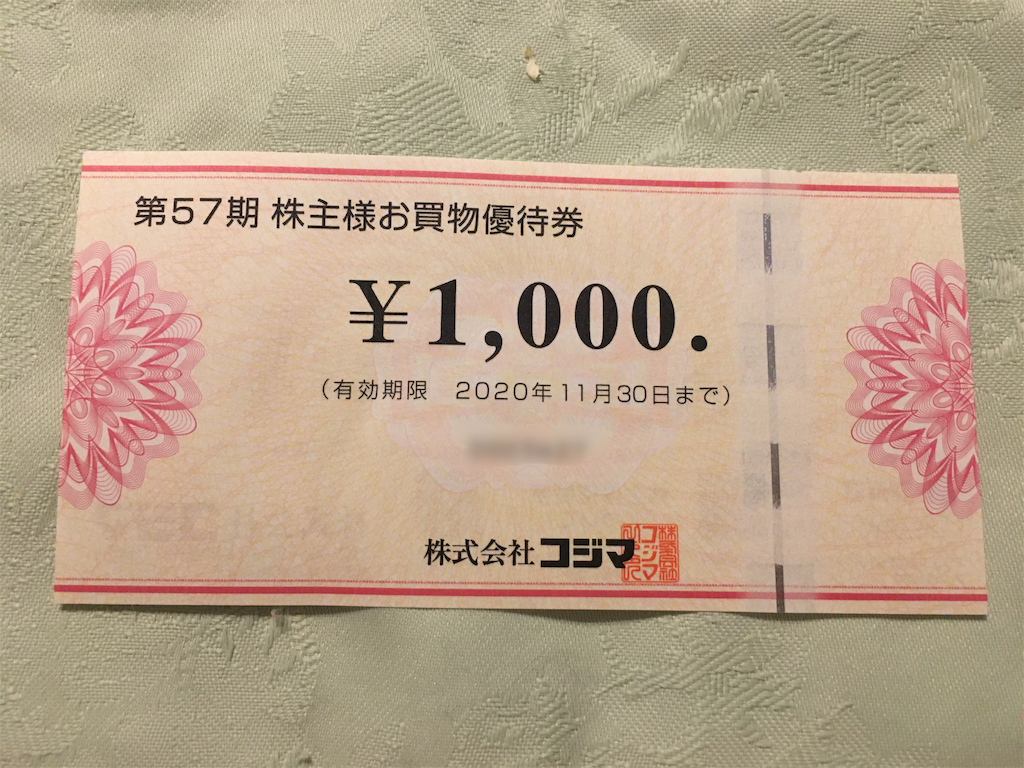 第57期 株主様お買物優待券
￥1,000.
（有効期限　2020年11月30日まで）
株式会社コジマ